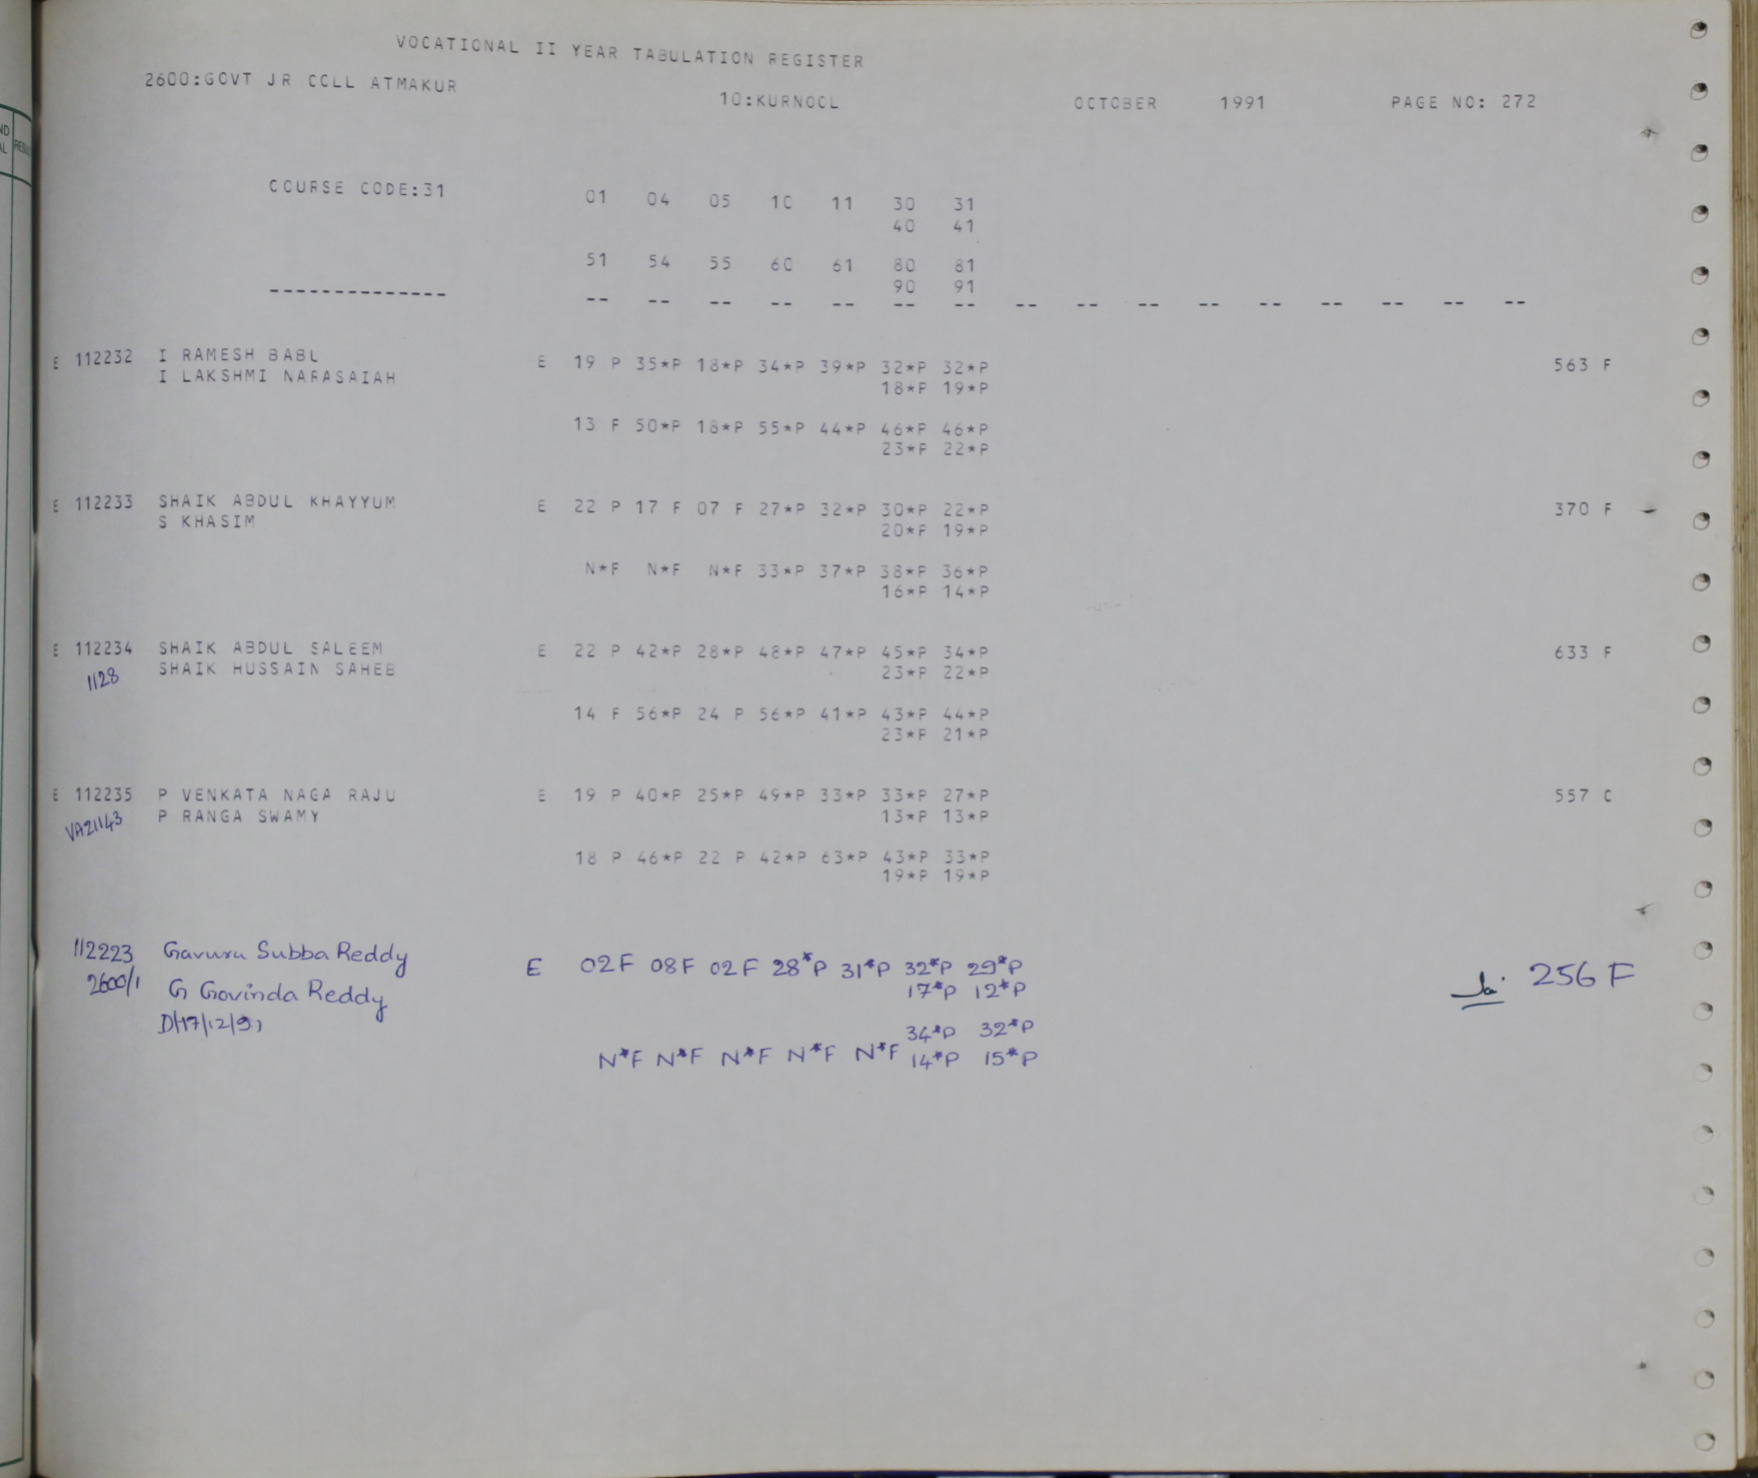 VOCATIONAL II YEAR TABULATION REGISTER
2600:GOVT JR COLL ATMAKUR
10:KURNOOL OCTOBER 1991 PAGE NO: 272
COURSE CODE:31 01 04 05 10 11 30 31
40 41
51 54 55 60 61 80 81
90 91
-------------- -- -- -- -- -- -- -- -- -- -- -- -- -- -- -- --
E 112232 I RAMESH BABU E 19 P 35*P 18*P 34*P 39*P 32*P 32*P 563 F
I LAKSHMI NARASAIAH 18*P 19*P
13 F 50*P 18*P 55*P 44*P 46*P 46*P
23*P 22*P
E 112233 SHAIK ABDUL KHAYYUM E 22 P 17 F 07 F 27*P 32*P 30*P 22*P 370 F
S KHASIM 20*P 19*P
N*F N*F N*F 33*P 37*P 38*P 36*P
16*P 14*P
E 112234 SHAIK ABDUL SALEEM E 22 P 42*P 28*P 48*P 47*P 45*P 34*P 633 F
1128 SHAIK HUSSAIN SAHEB 23*P 22*P
14 F 56*P 24 P 56*P 41*P 43*P 44*P
23*P 21*P
E 112235 P VENKATA NAGA RAJU E 19 P 40*P 25*P 49*P 33*P 33*P 27*P 557 C
VA21143 P RANGA SWAMY 13*P 13*P
18 P 46*P 22 P 42*P 63*P 43*P 33*P
19*P 19*P
112223 Gavuru Subba Reddy E 02F 08F 02F 28*P 31*P 32*P 29*P 256 F
2600/1 G Govinda Reddy 17*P 12*P
D/17/12/91 34*P 32*P
N*F N*F N*F N*F N*F 14*P 15*P